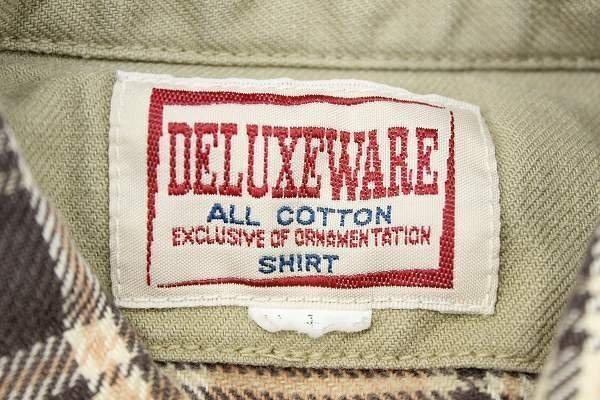 DELUXEWARE
ALL COTTON
EXCLUSIVE OF ORNAMENTATION
SHIRT